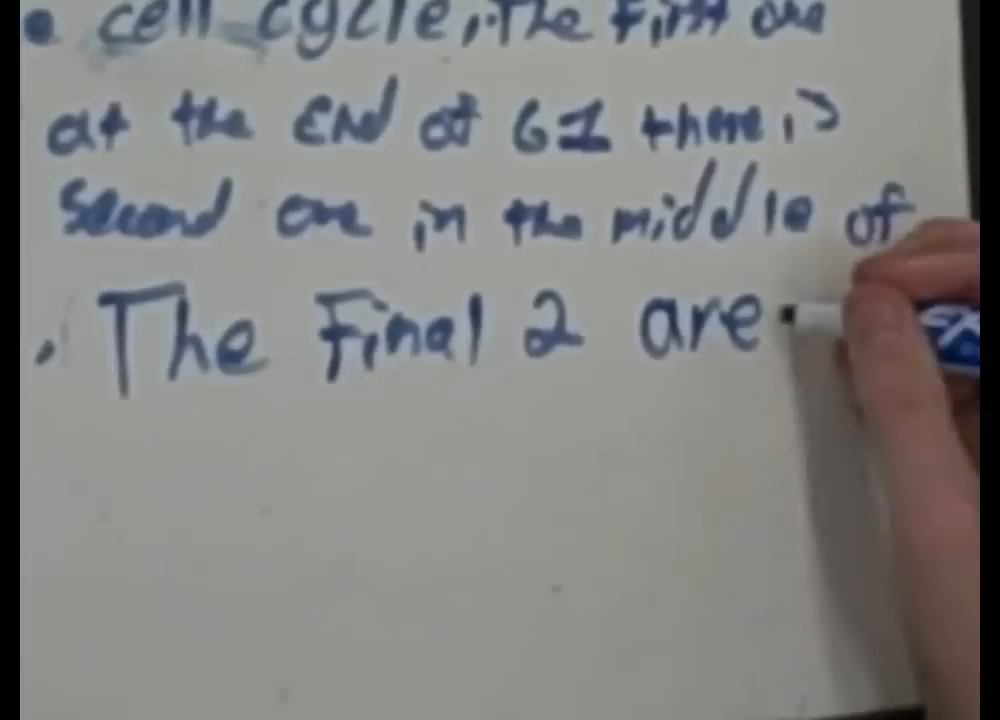 • cell cycle, The First one
at the End of G1 there is
Second one in the middle of
. The Final 2 are
EX